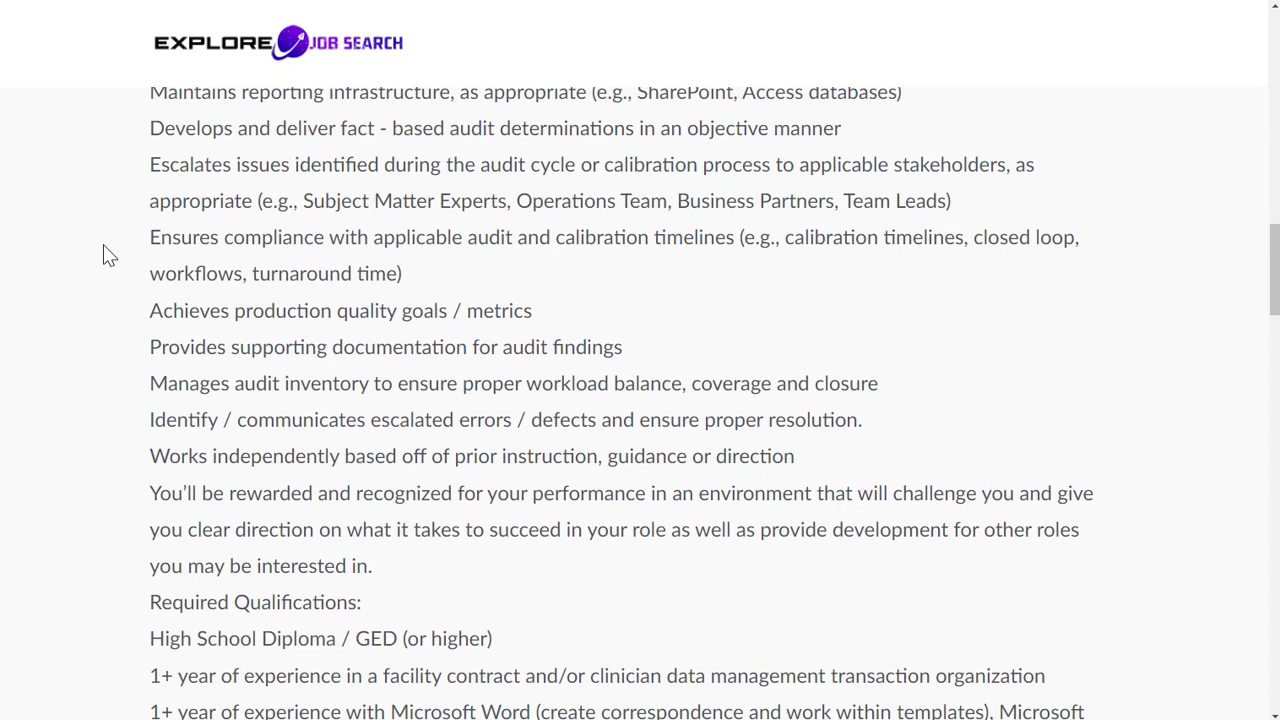 EXPLORE JOB SEARCH
Maintains reporting infrastructure, as appropriate (e.g., SharePoint, Access databases)
Develops and deliver fact - based audit determinations in an objective manner
Escalates issues identified during the audit cycle or calibration process to applicable stakeholders, as
appropriate (e.g., Subject Matter Experts, Operations Team, Business Partners, Team Leads)
Ensures compliance with applicable audit and calibration timelines (e.g., calibration timelines, closed loop,
workflows, turnaround time)
Achieves production quality goals / metrics
Provides supporting documentation for audit findings
Manages audit inventory to ensure proper workload balance, coverage and closure
Identify / communicates escalated errors / defects and ensure proper resolution.
Works independently based off of prior instruction, guidance or direction
You’ll be rewarded and recognized for your performance in an environment that will challenge you and give
you clear direction on what it takes to succeed in your role as well as provide development for other roles
you may be interested in.
Required Qualifications:
High School Diploma / GED (or higher)
1+ year of experience in a facility contract and/or clinician data management transaction organization
1+ year of experience with Microsoft Word (create correspondence and work within templates), Microsoft